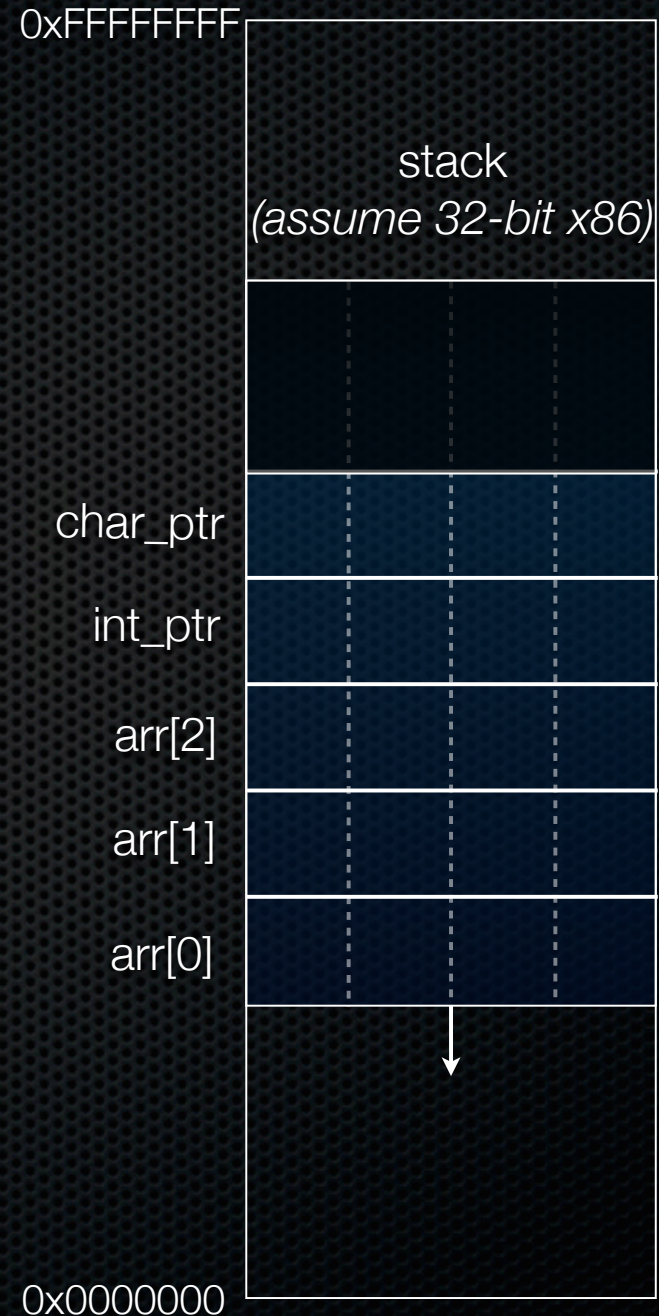 0xFFFFFFFF
stack
(assume 32-bit x86)
char_ptr
int_ptr
arr[2]
arr[1]
arr[0]
0x0000000